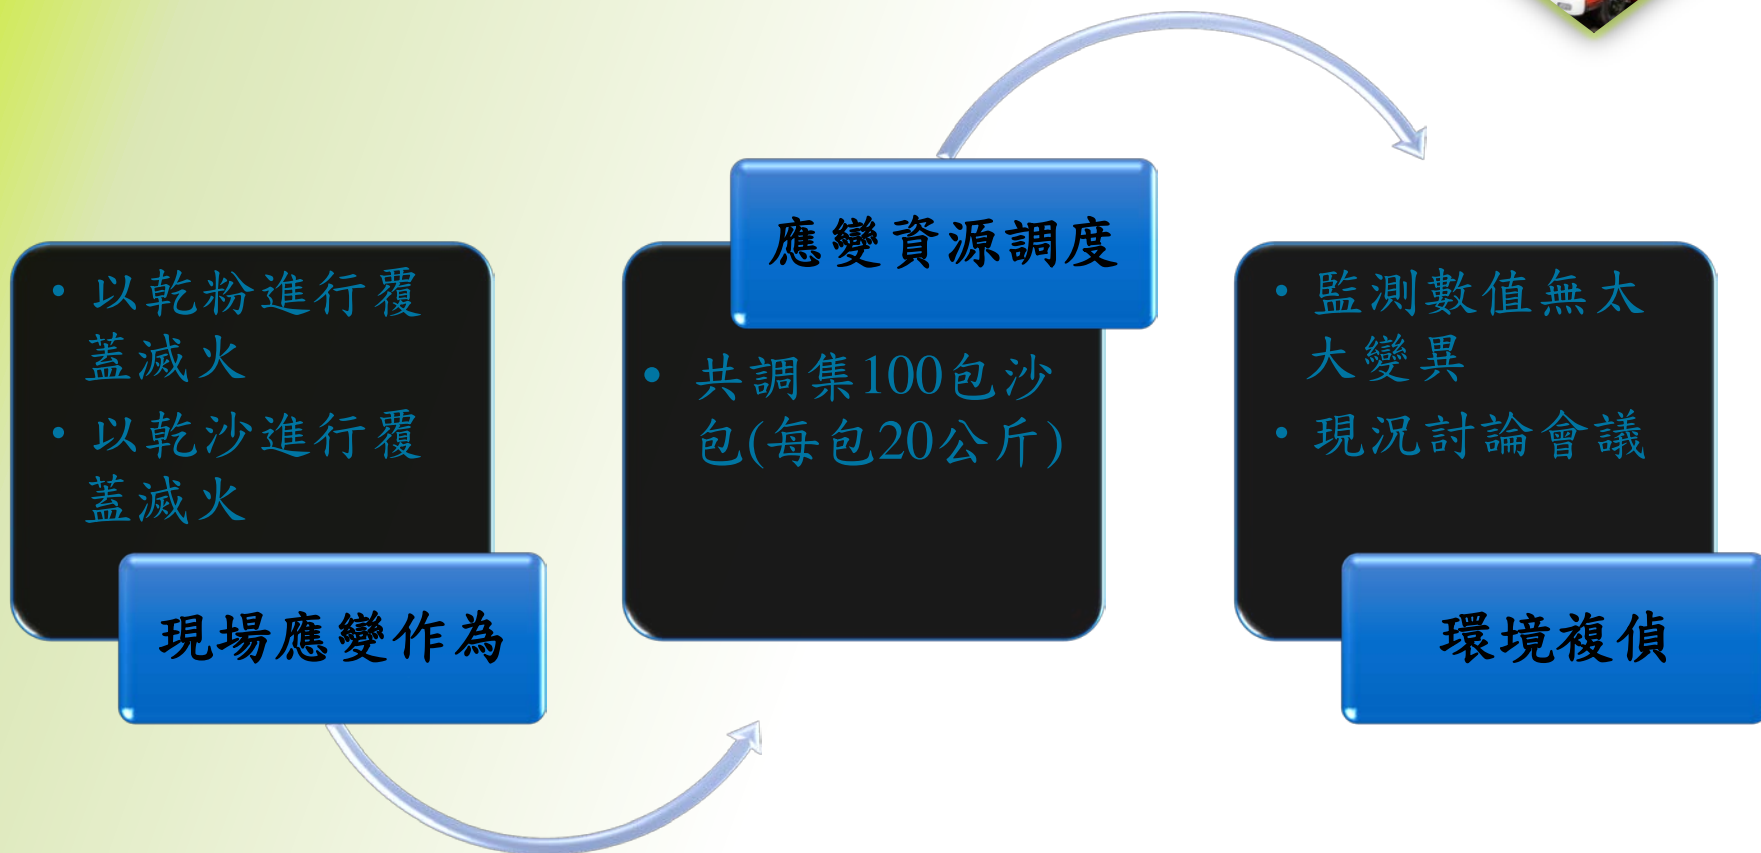 • 以乾粉進行覆
蓋滅火
• 以乾沙進行覆
蓋滅火
現場應變作為
應變資源調度
• 共調集100包沙
包(每包20公斤)
• 監測數值無太
大變異
• 現況討論會議
環境複偵